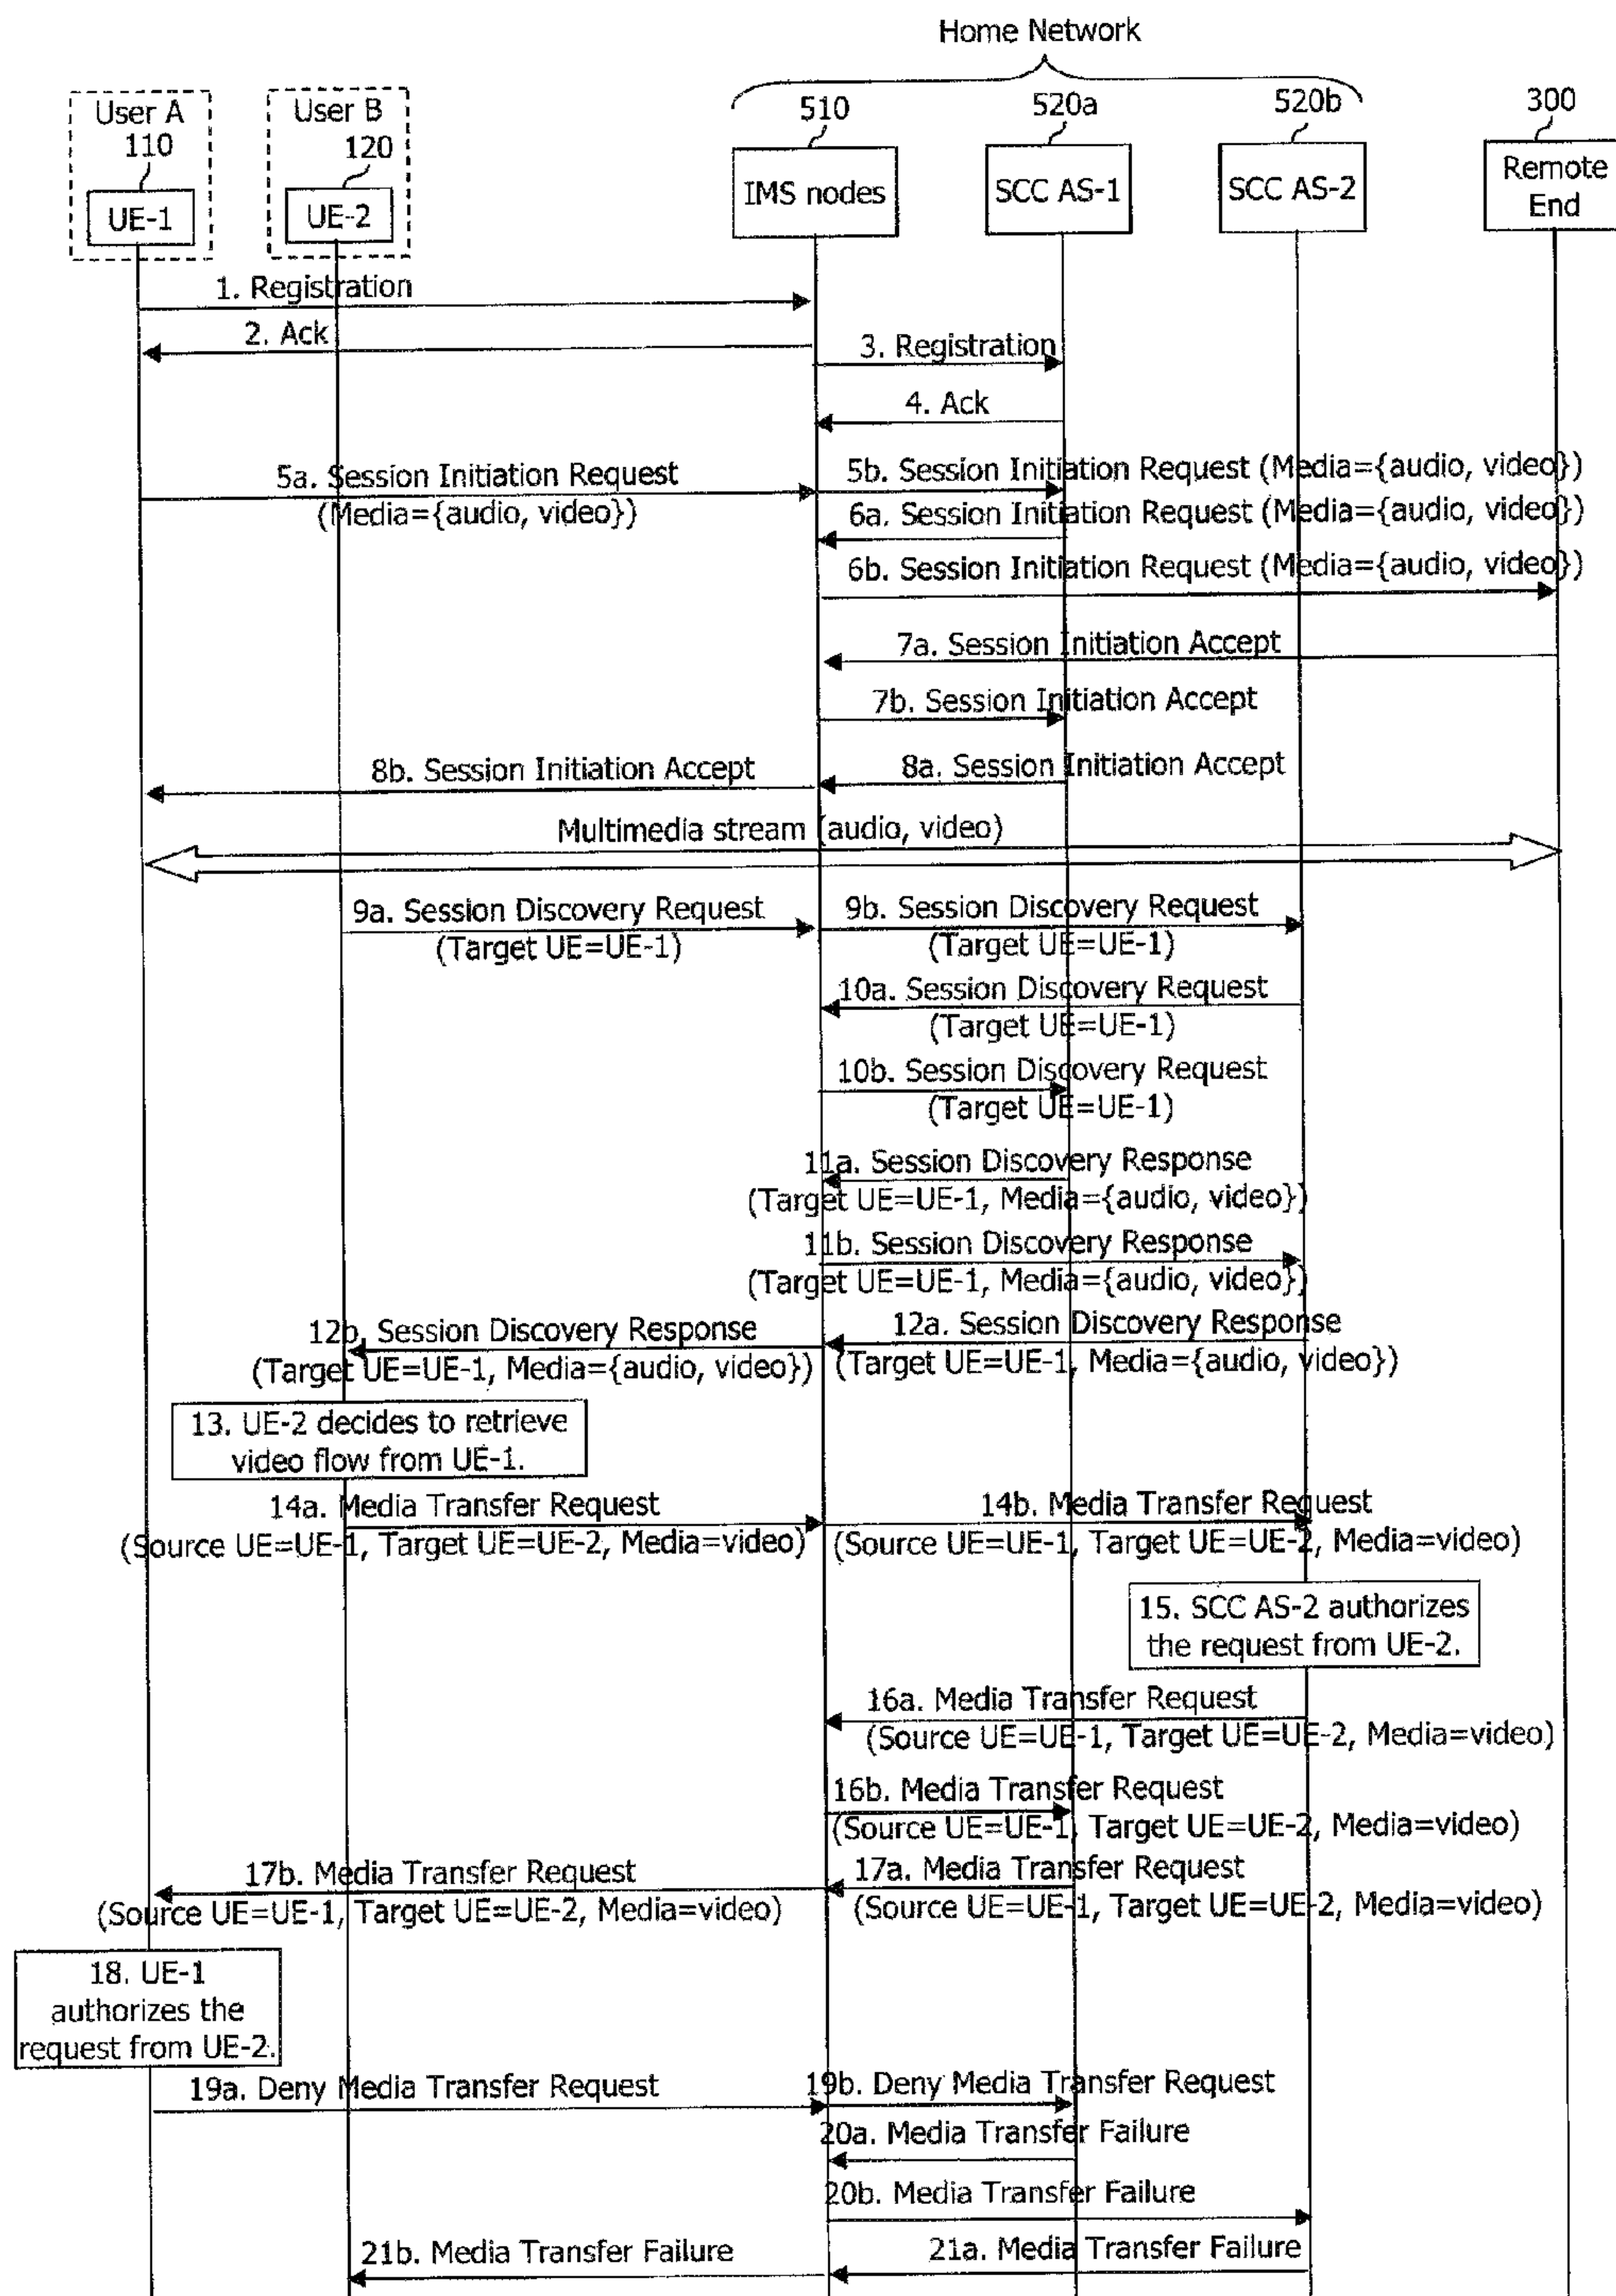 Home Network
User A
110
UE-1
User B
120
UE-2
510
IMS nodes
520a
SCC AS-1
520b
SCC AS-2
300
Remote
End
1. Registration
2. Ack
3. Registration
4. Ack
5a. Session Initiation Request
(Media={audio, video})
5b. Session Initiation Request (Media={audio, video})
6a. Session Initiation Request (Media={audio, video})
6b. Session Initiation Request (Media={audio, video})
7a. Session Initiation Accept
7b. Session Initiation Accept
8b. Session Initiation Accept
8a. Session Initiation Accept
Multimedia stream (audio, video)
9a. Session Discovery Request
(Target UE=UE-1)
9b. Session Discovery Request
(Target UE=UE-1)
10a. Session Discovery Request
(Target UE=UE-1)
10b. Session Discovery Request
(Target UE=UE-1)
11a. Session Discovery Response
(Target UE=UE-1, Media={audio, video})
11b. Session Discovery Response
(Target UE=UE-1, Media={audio, video})
12b. Session Discovery Response
(Target UE=UE-1, Media={audio, video})
12a. Session Discovery Response
(Target UE=UE-1, Media={audio, video})
13. UE-2 decides to retrieve
video flow from UE-1.
14a. Media Transfer Request
(Source UE=UE-1, Target UE=UE-2, Media=video)
14b. Media Transfer Request
(Source UE=UE-1, Target UE=UE-2, Media=video)
15. SCC AS-2 authorizes
the request from UE-2.
16a. Media Transfer Request
(Source UE=UE-1, Target UE=UE-2, Media=video)
16b. Media Transfer Request
(Source UE=UE-1, Target UE=UE-2, Media=video)
17b. Media Transfer Request
(Source UE=UE-1, Target UE=UE-2, Media=video)
17a. Media Transfer Request
(Source UE=UE-1, Target UE=UE-2, Media=video)
18. UE-1
authorizes the
request from UE-2.
19a. Deny Media Transfer Request
19b. Deny Media Transfer Request
20a. Media Transfer Failure
20b. Media Transfer Failure
21b. Media Transfer Failure
21a. Media Transfer Failure